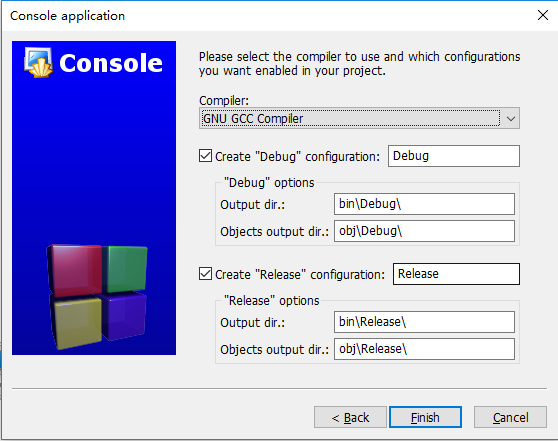 Console application
Console
Please select the compiler to use and which configurations
you want enabled in your project.
Compiler:
GNU GCC Compiler
Create "Debug" configuration: Debug
"Debug" options
Output dir.: bin\Debug\
Objects output dir.: obj\Debug\
Create "Release" configuration: Release
"Release" options
Output dir.: bin\Release\
Objects output dir.: obj\Release\
< Back Finish Cancel